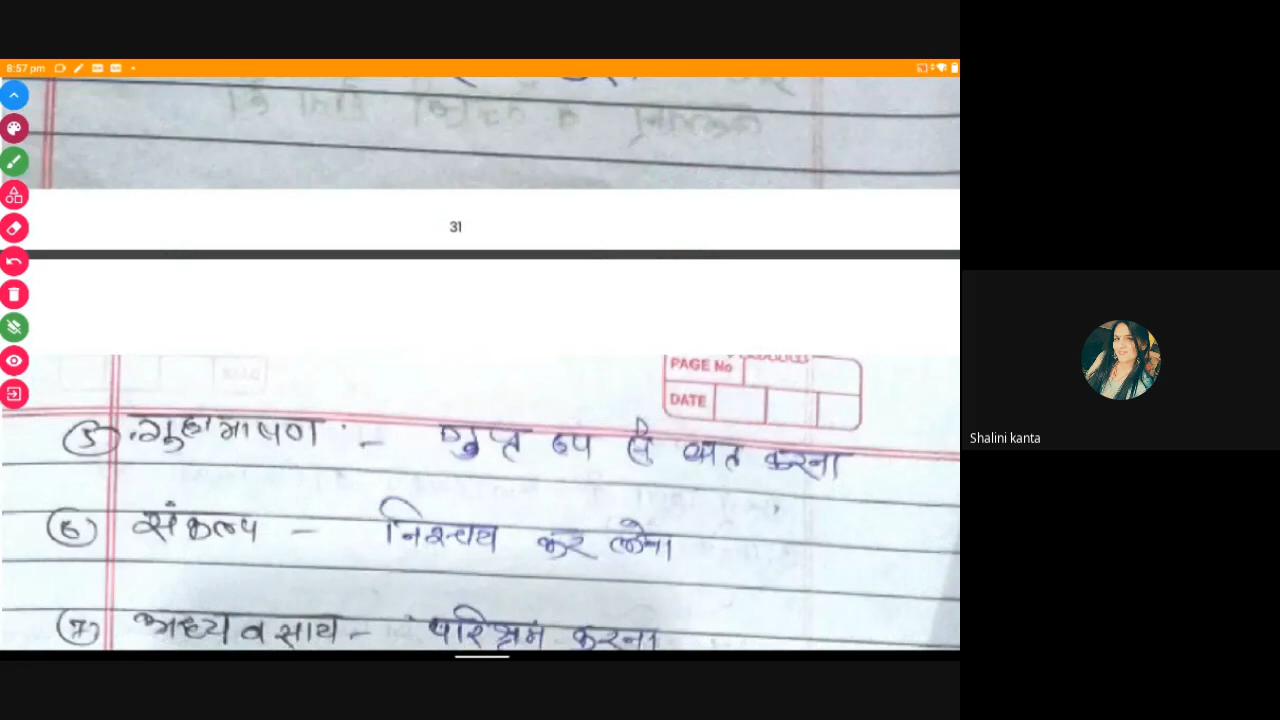 8:57 pm
31
PAGE No
DATE
(5) गुह्यभाषण - गुप्त रूप से बात करना
(6) संकल्प - निश्चय कर लेना
(7) अध्यवसाय - परिश्रम करना
Shalini kanta